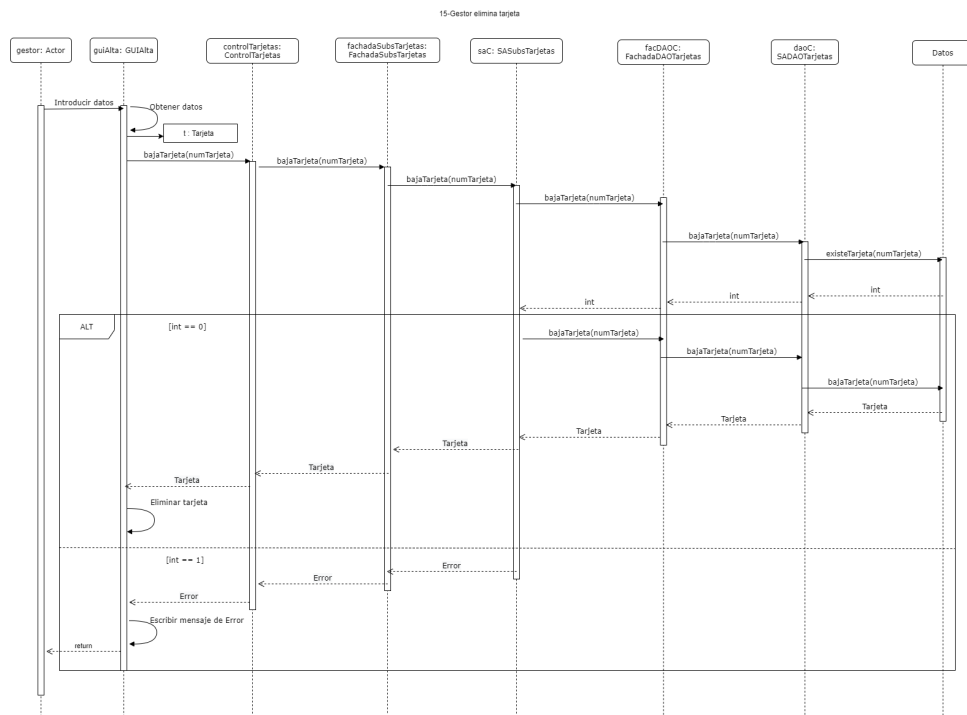 15-Gestor elimina tarjeta
gestor: Actor
guiAlta: GUIAlta
controlTarjetas:
ControlTarjetas
fachadaSubsTarjetas:
FachadaSubsTarjetas
saC: SASubsTarjetas
facDAOC:
FachadaDAOTarjetas
daoC:
SADAOTarjetas
Datos
Introducir datos
Obtener datos
t : Tarjeta
bajaTarjeta(numTarjeta)
bajaTarjeta(numTarjeta)
bajaTarjeta(numTarjeta)
bajaTarjeta(numTarjeta)
bajaTarjeta(numTarjeta)
existeTarjeta(numTarjeta)
int
int
int
ALT
[int == 0]
bajaTarjeta(numTarjeta)
bajaTarjeta(numTarjeta)
bajaTarjeta(numTarjeta)
Tarjeta
Tarjeta
Tarjeta
Tarjeta
Tarjeta
Tarjeta
Eliminar tarjeta
[int == 1]
Error
Error
Error
Escribir mensaje de Error
return